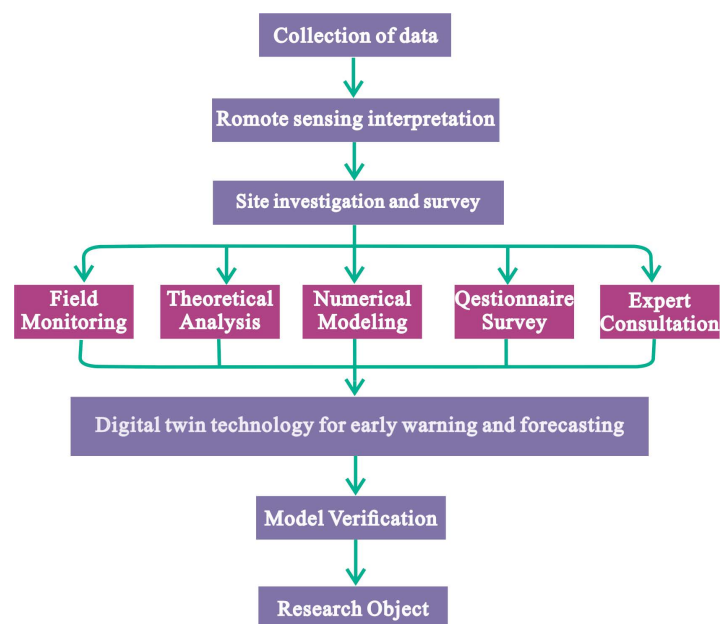 Collection of data
Romote sensing interpretation
Site investigation and survey
Field
Monitoring
Theoretical
Analysis
Numerical
Modeling
Qestionnaire
Survey
Expert
Consultation
Digital twin technology for early warning and forecasting
Model Verification
Research Object